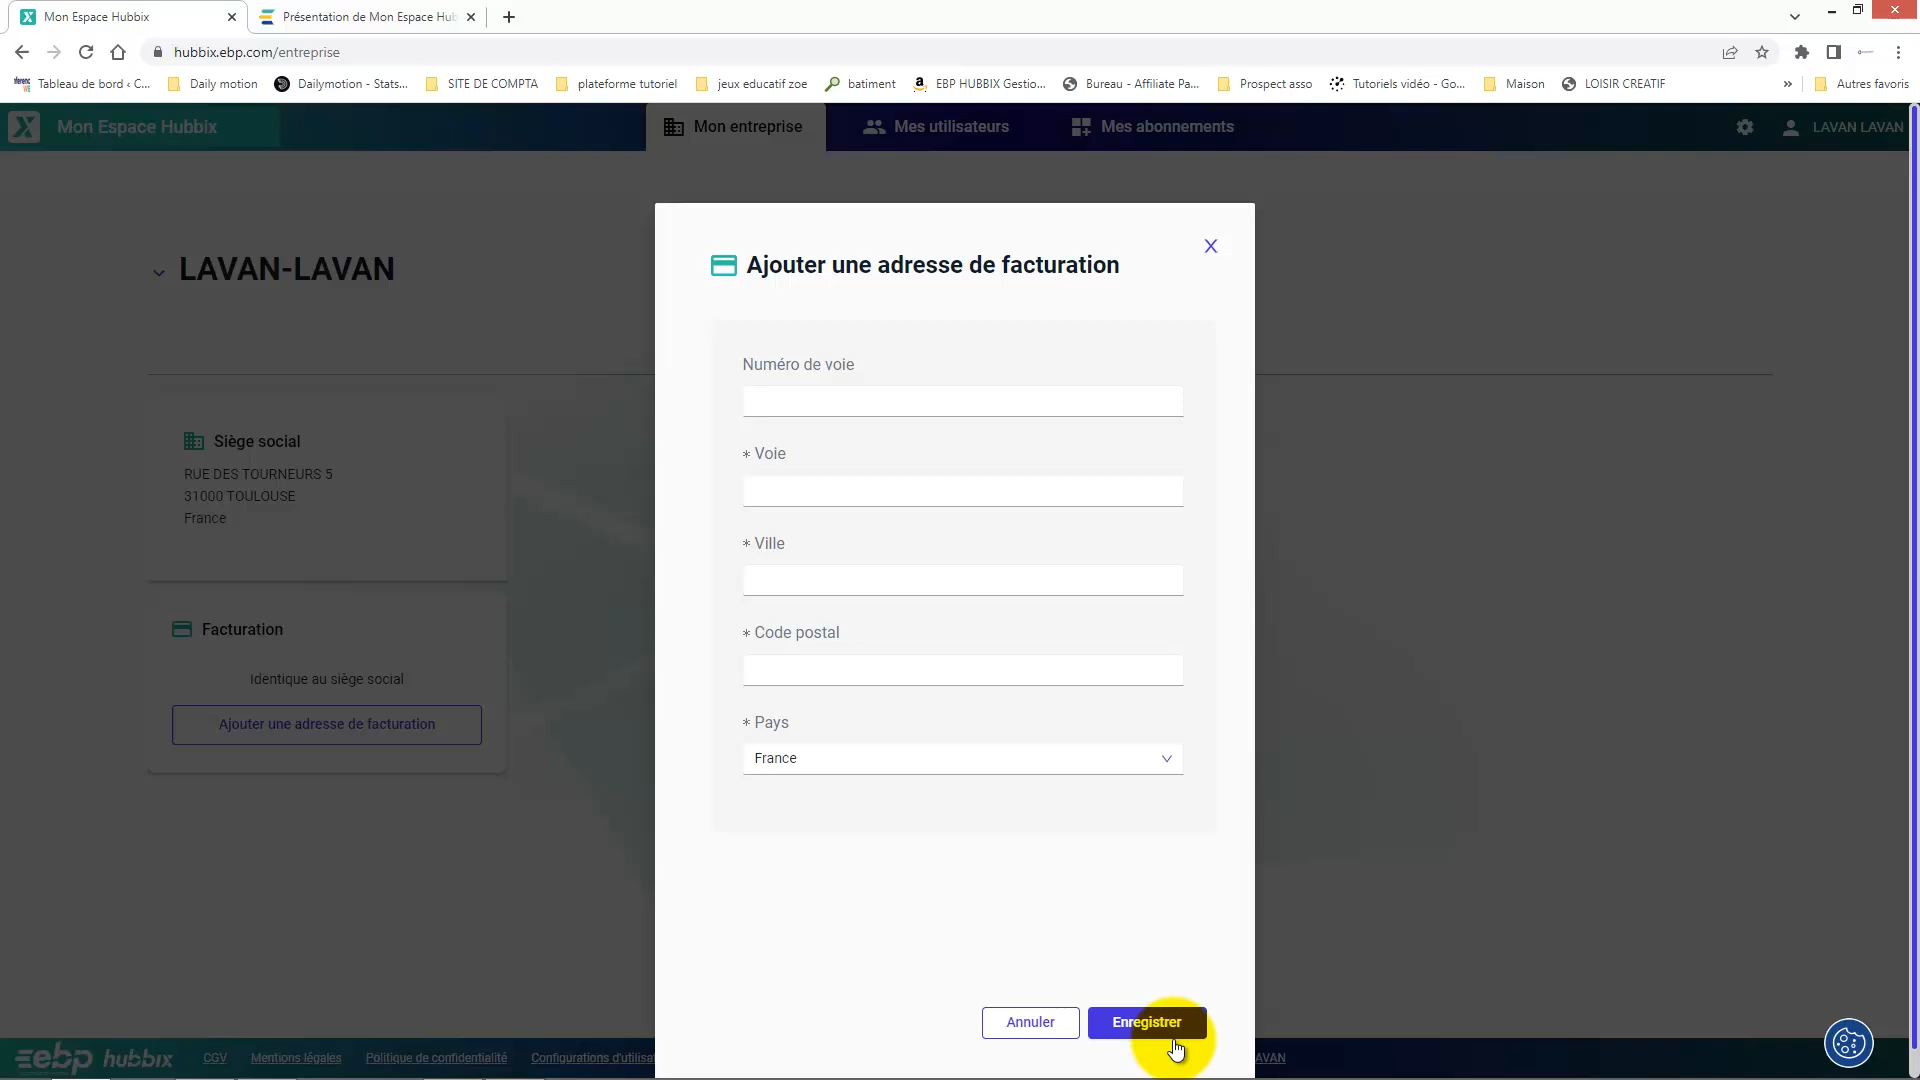 Mon Espace Hubbix
Présentation de Mon Espace Hub
hubbix.ebp.com/entreprise
Tableau de bord ‹ C...
Daily motion
Dailymotion - Stats...
SITE DE COMPTA
plateforme tutoriel
jeux educatif zoe
batiment
EBP HUBBIX Gestio...
Bureau - Affiliate Pa...
Prospect asso
Tutoriels vidéo - Go...
Maison
LOISIR CREATIF
»
Autres favoris
Mon Espace Hubbix
Mon entreprise
Mes utilisateurs
Mes abonnements
LAVAN LAVAN
LAVAN-LAVAN
Siège social
RUE DES TOURNEURS 5
31000 TOULOUSE
France
Facturation
Identique au siège social
Ajouter une adresse de facturation
X
Ajouter une adresse de facturation
Numéro de voie
* Voie
* Ville
* Code postal
* Pays
France
Annuler
Enregistrer
ebp hubbix
CGV
Mentions légales
Politique de confidentialité
Configurations d'utilisat
AVAN